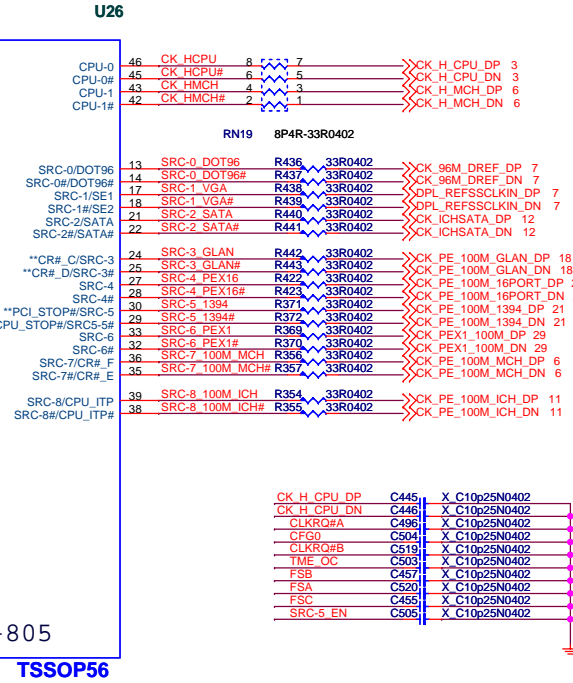 U26
CPU-0 46 CK_HCPU 8 7 CK_H_CPU_DP 3
CPU-0# 45 CK_HCPU# 6 5 CK_H_CPU_DN 3
CPU-1 43 CK_HMCH 4 3 CK_H_MCH_DP 6
CPU-1# 42 CK_HMCH# 2 1 CK_H_MCH_DN 6
RN19 8P4R-33R0402
SRC-0/DOT96 13 SRC-0_DOT96 R436 33R0402 CK_96M_DREF_DP 7
SRC-0#/DOT96# 14 SRC-0_DOT96# R437 33R0402 CK_96M_DREF_DN 7
SRC-1/SE1 17 SRC-1_VGA R438 33R0402 DPL_REFSSCLKIN_DP 7
SRC-1#/SE2 18 SRC-1_VGA# R439 33R0402 DPL_REFSSCLKIN_DN 7
SRC-2/SATA 21 SRC-2_SATA R440 33R0402 CK_ICHSATA_DP 12
SRC-2#/SATA# 22 SRC-2_SATA# R441 33R0402 CK_ICHSATA_DN 12
**CR#_C/SRC-3 24 SRC-3_GLAN R442 33R0402 CK_PE_100M_GLAN_DP 18
**CR#_D/SRC-3# 25 SRC-3_GLAN# R443 33R0402 CK_PE_100M_GLAN_DN 18
SRC-4 27 SRC-4_PEX16 R422 33R0402 CK_PE_100M_16PORT_DP
SRC-4# 28 SRC-4_PEX16# R423 33R0402 CK_PE_100M_16PORT_DN
**PCI_STOP#/SRC-5 30 SRC-5_1394 R371 33R0402 CK_PE_100M_1394_DP 21
CPU_STOP#/SRC5-5# 29 SRC-5_1394# R372 33R0402 CK_PE_100M_1394_DN 21
SRC-6 33 SRC-6_PEX1 R369 33R0402 CK_PEX1_100M_DP 29
SRC-6# 32 SRC-6_PEX1# R370 33R0402 CK_PEX1_100M_DN 29
SRC-7/CR#_F 36 SRC-7_100M_MCH R356 33R0402 CK_PE_100M_MCH_DP 6
SRC-7#/CR#_E 35 SRC-7_100M_MCH# R357 33R0402 CK_PE_100M_MCH_DN 6
SRC-8/CPU_ITP 39 SRC-8_100M_ICH R354 33R0402 CK_PE_100M_ICH_DP 11
SRC-8#/CPU_ITP# 38 SRC-8_100M_ICH# R355 33R0402 CK_PE_100M_ICH_DN 11
CK_H_CPU_DP C445 X_C10p25N0402
CK_H_CPU_DN C446 X_C10p25N0402
CLKRQ#A C496 X_C10p25N0402
CFG0 C504 X_C10p25N0402
CLKRQ#B C519 X_C10p25N0402
TME_OC C503 X_C10p25N0402
FSB C457 X_C10p25N0402
FSA C520 X_C10p25N0402
FSC C455 X_C10p25N0402
SRC-5_EN C505 X_C10p25N0402
-805
TSSOP56